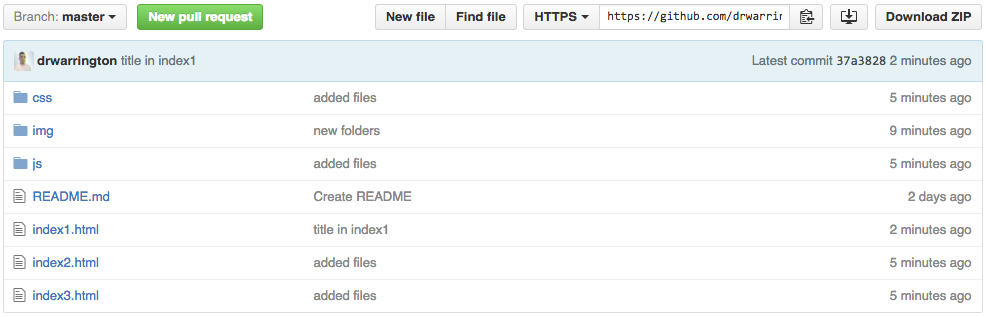 Branch: master New pull request New file Find file HTTPS https://github.com/drwarrin Download ZIP
drwarrington title in index1 Latest commit 37a3828 2 minutes ago
css added files 5 minutes ago
img new folders 9 minutes ago
js added files 5 minutes ago
README.md Create README 2 days ago
index1.html title in index1 2 minutes ago
index2.html added files 5 minutes ago
index3.html added files 5 minutes ago